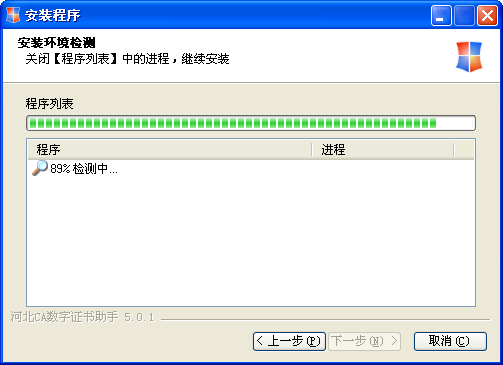 安装程序
安装环境检测
关闭【程序列表】中的进程，继续安装
程序列表
程序 进程
89%检测中...
河北CA数字证书助手 5.0.1
< 上一步(P) 下一步(N) > 取消(C)